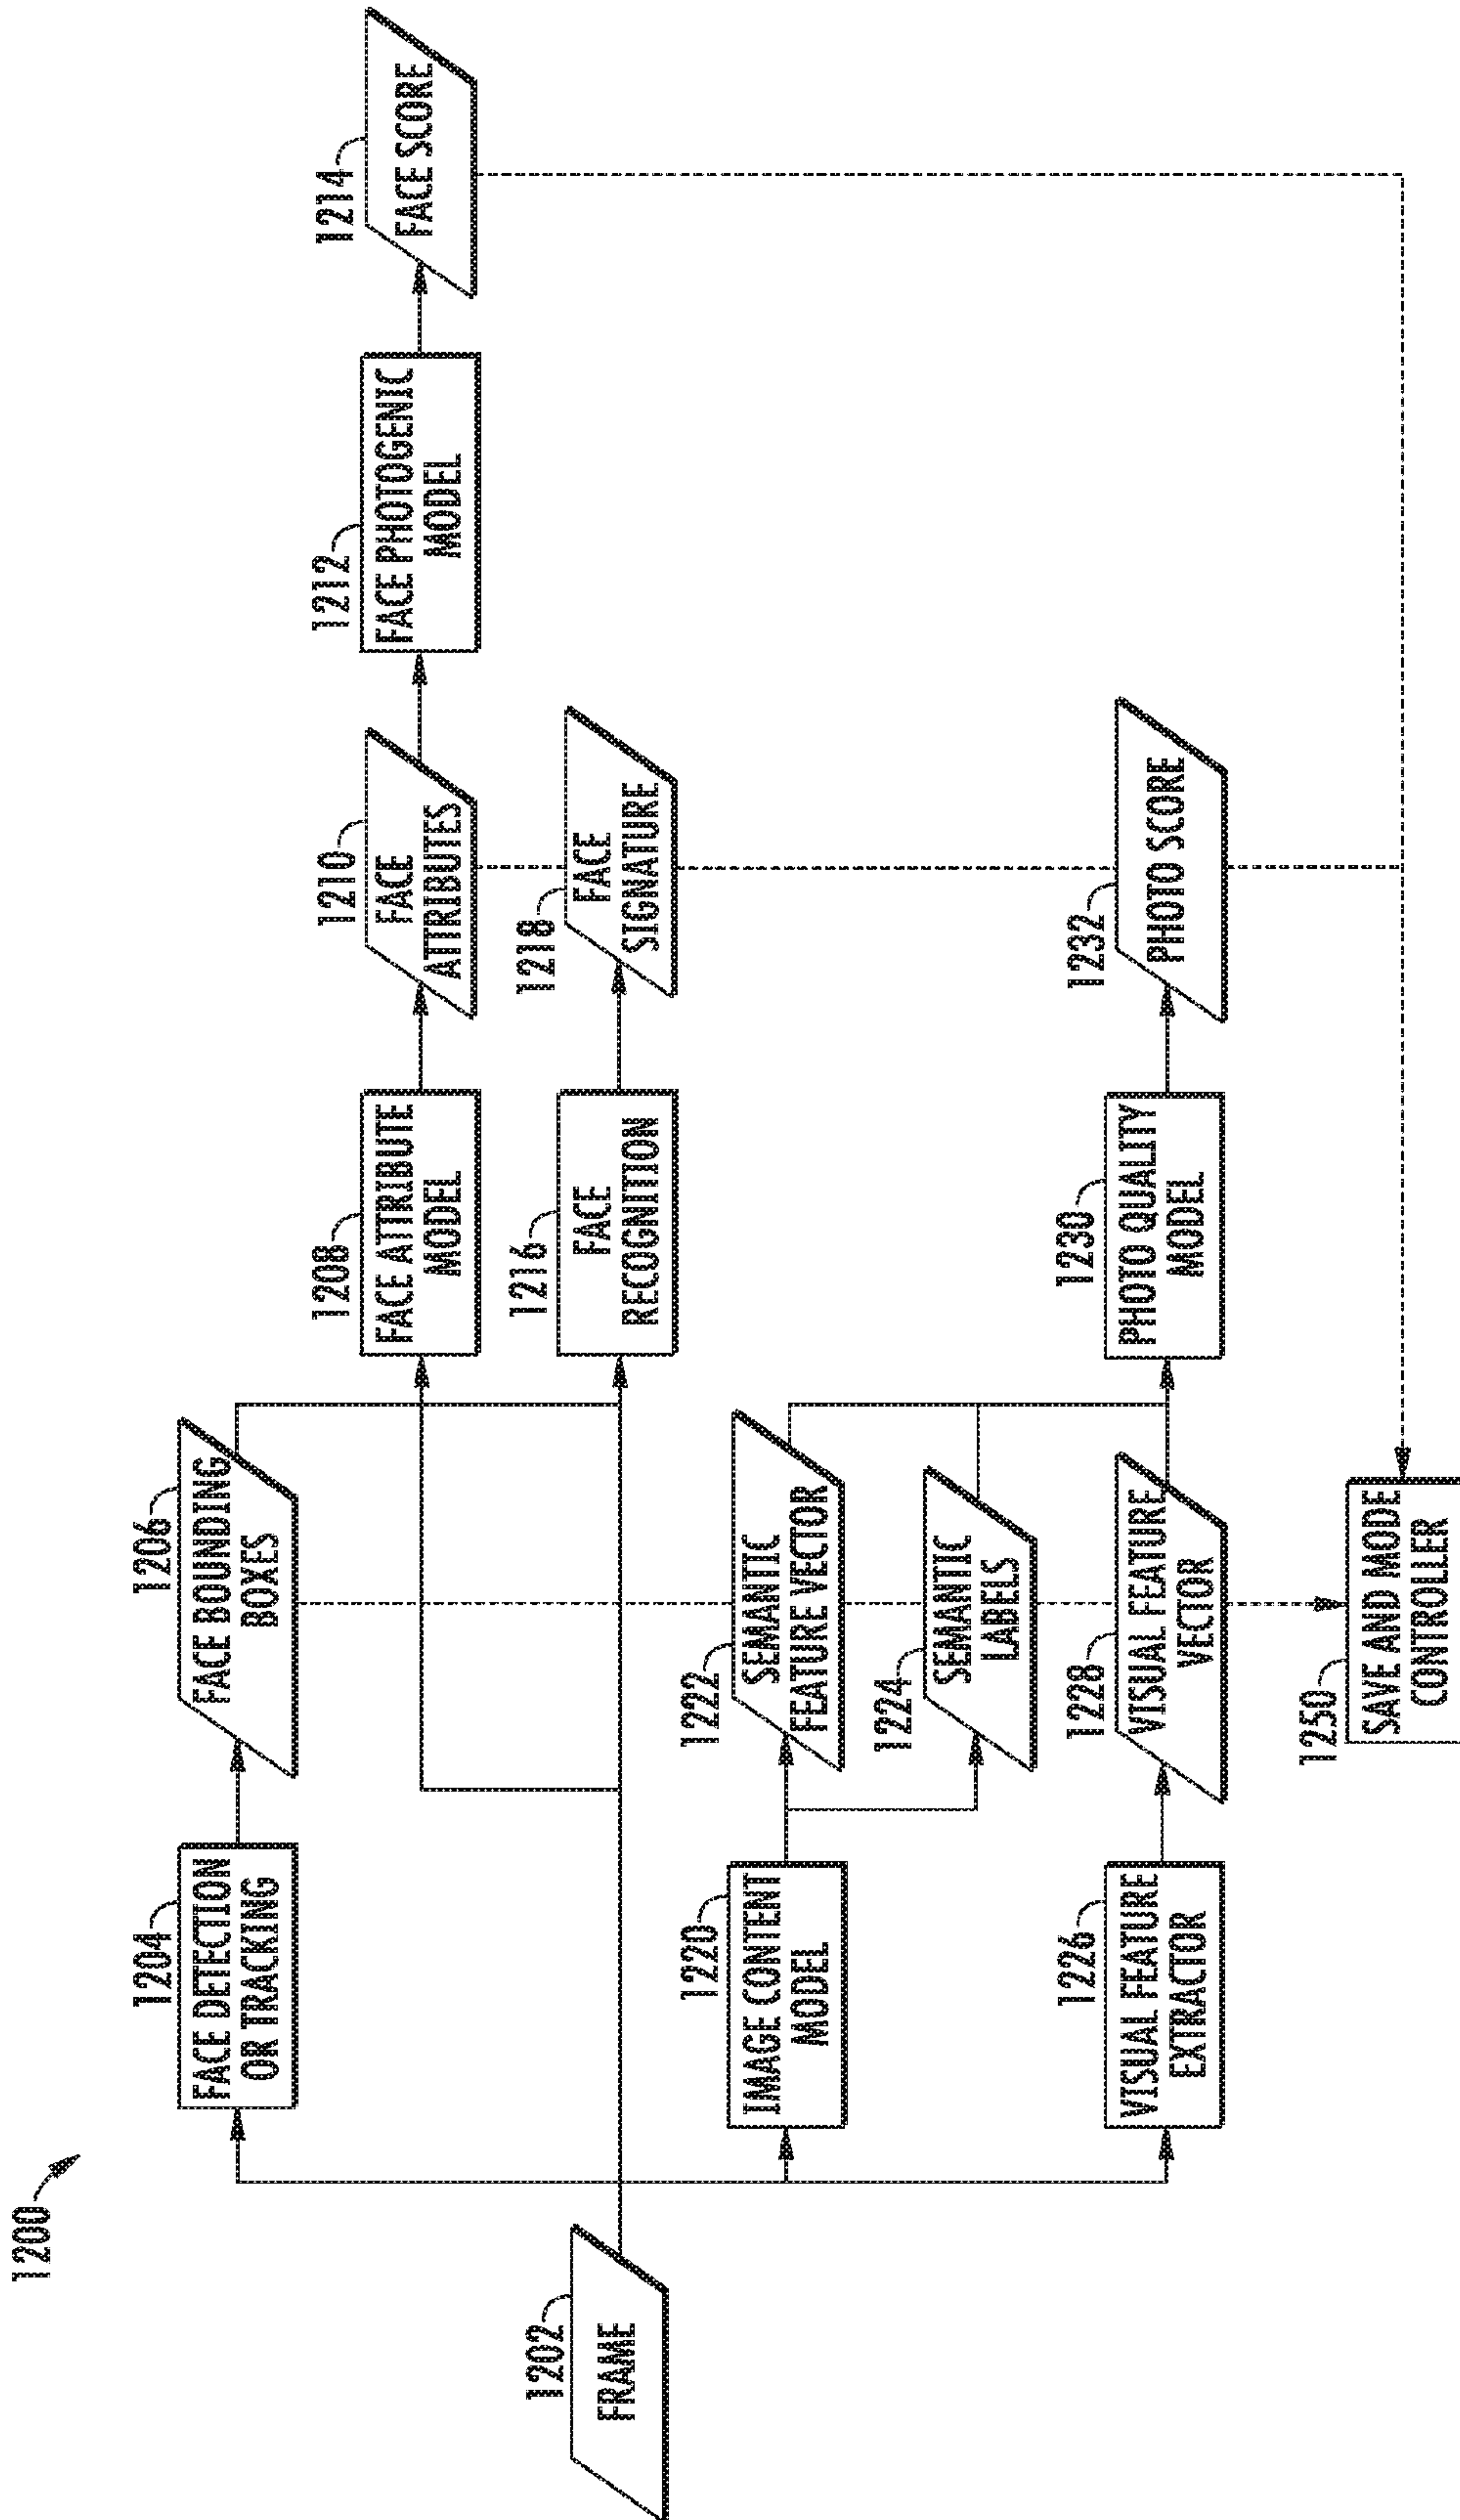 1200
1202
FRAME
1204
FACE DETECTION
OR TRACKING
1206
FACE BOUNDING
BOXES
1208
FACE ATTRIBUTE
MODEL
1210
FACE
ATTRIBUTES
1212
FACE PHOTOGENIC
MODEL
1214
FACE SCORE
1216
FACE
RECOGNITION
1218
FACE
SIGNATURE
1220
IMAGE CONTENT
MODEL
1222
SEMANTIC
FEATURE VECTOR
1224
SEMANTIC
LABELS
1226
VISUAL FEATURE
EXTRACTOR
1228
VISUAL FEATURE
VECTOR
1230
PHOTO QUALITY
MODEL
1232
PHOTO SCORE
1250
SAVE AND MODE
CONTROLLER